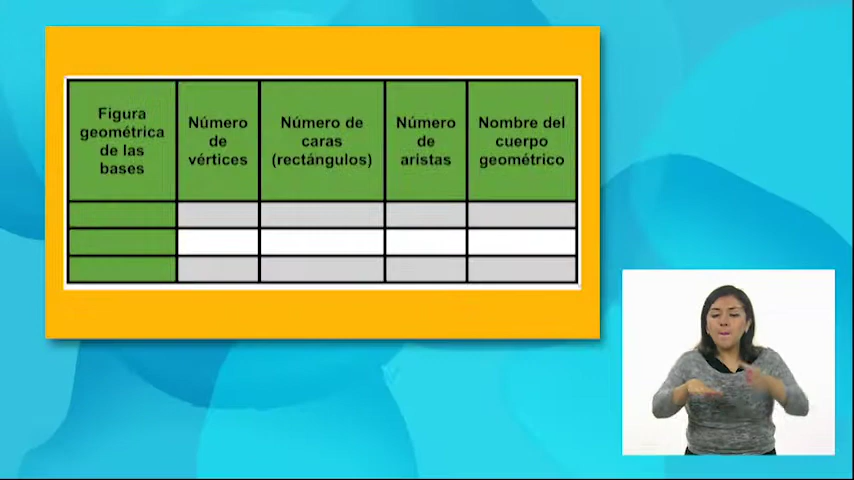 Figura
geométrica
de las
bases
Número
de
vértices
Número de
caras
(rectángulos)
Número
de
aristas
Nombre del
cuerpo
geométrico